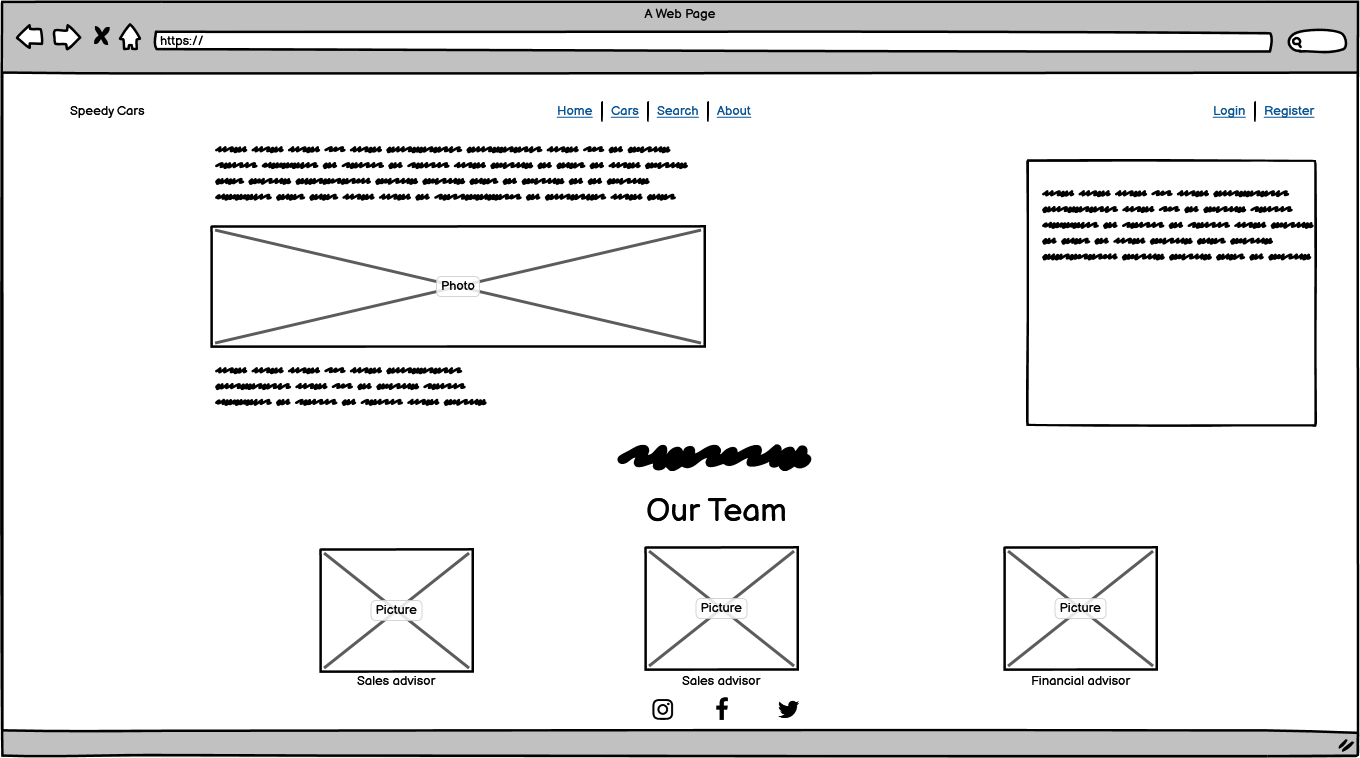 A Web Page
https://
Speedy Cars
Home | Cars | Search | About
Login | Register
Photo
Our Team
Picture
Picture
Picture
Sales advisor
Sales advisor
Financial advisor